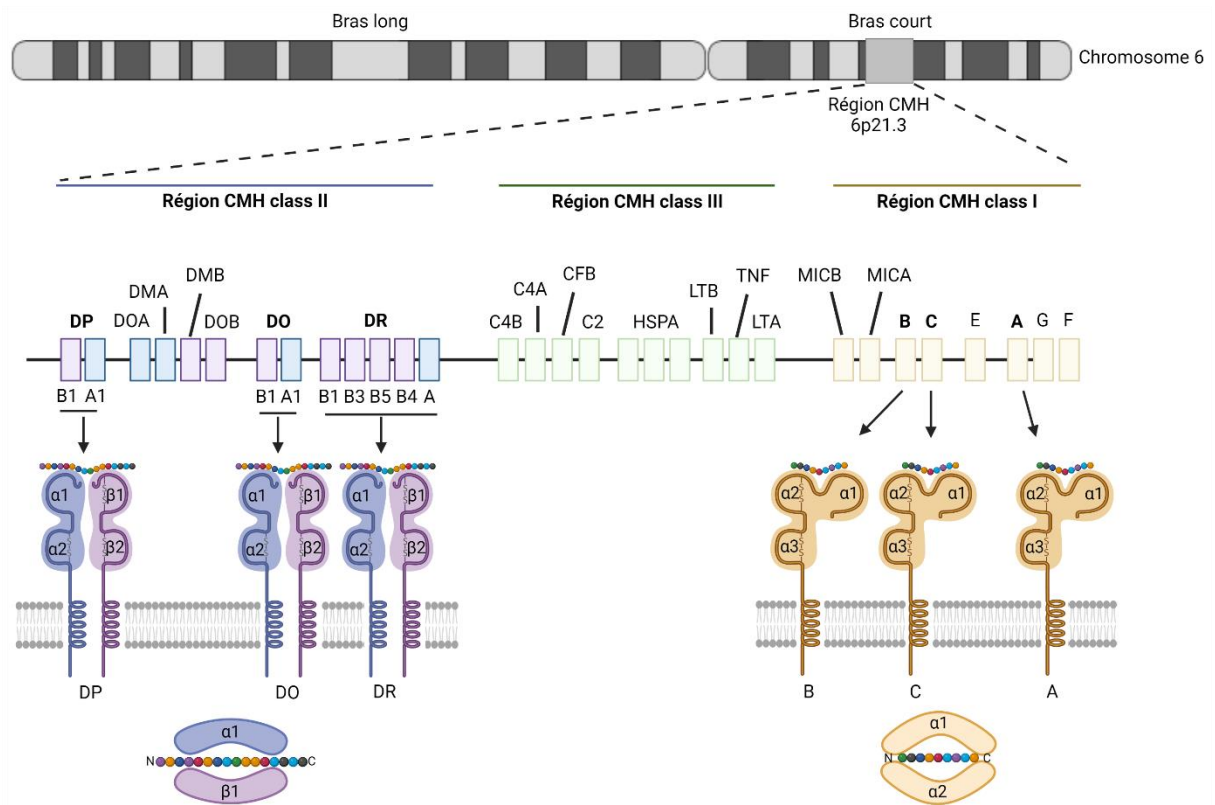 Bras long
Bras court
Chromosome 6
Région CMH
6p21.3
Région CMH class II
Région CMH class III
Région CMH class I
DP
DOA
DMA
DMB
DOB
DO
DR
C4B
C4A
CFB
C2
HSPA
LTB
TNF
LTA
MICB
MICA
B
C
E
A
G
F
B1 A1
B1 A1
B1 B3 B5 B4 A
α1
β1
α2
β2
α1
β1
α2
β2
α1
β1
α2
β2
α2
α1
α3
α2
α1
α3
α2
α1
α3
DP
DO
DR
B
C
A
α1
N
C
β1
α1
N
C
α2